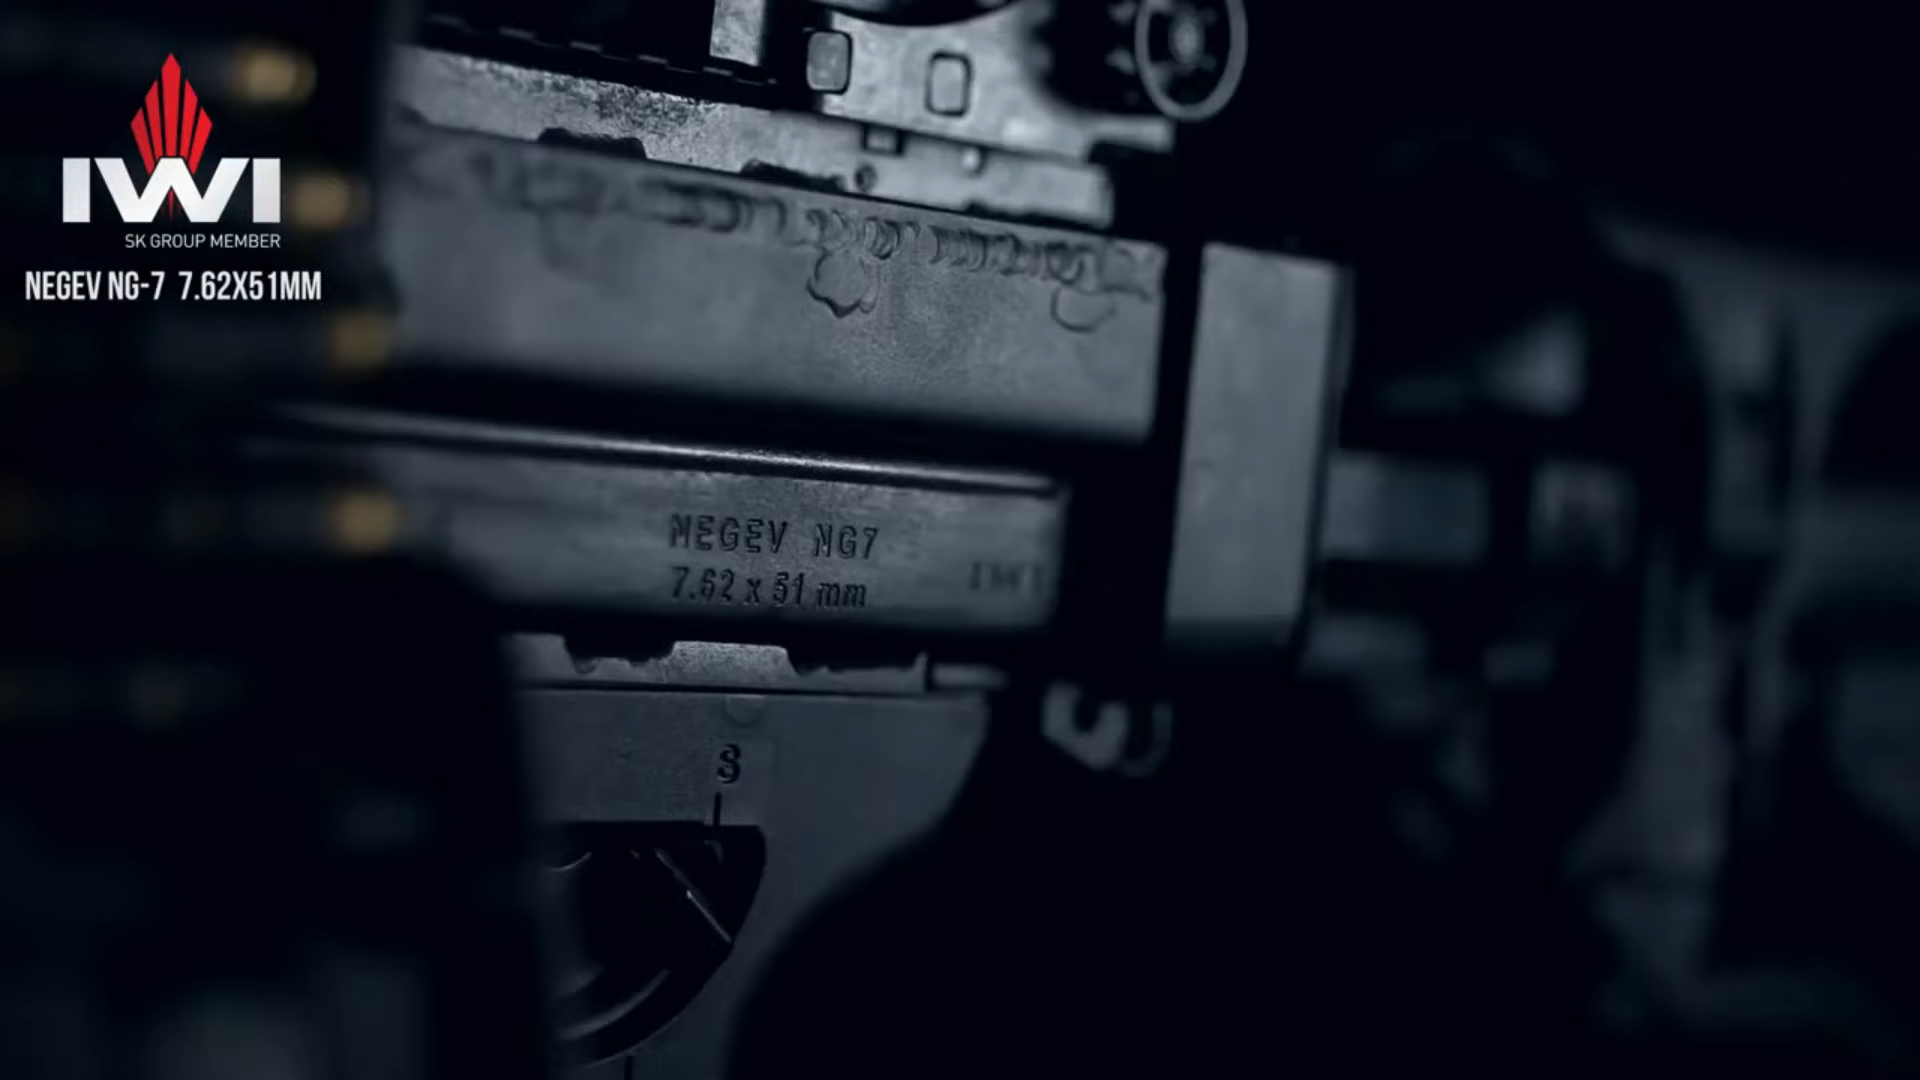 IWI
SK GROUP MEMBER
NEGEV NG-7 7.62X51MM
NEGEV NG7
7.62 x 51 mm
S